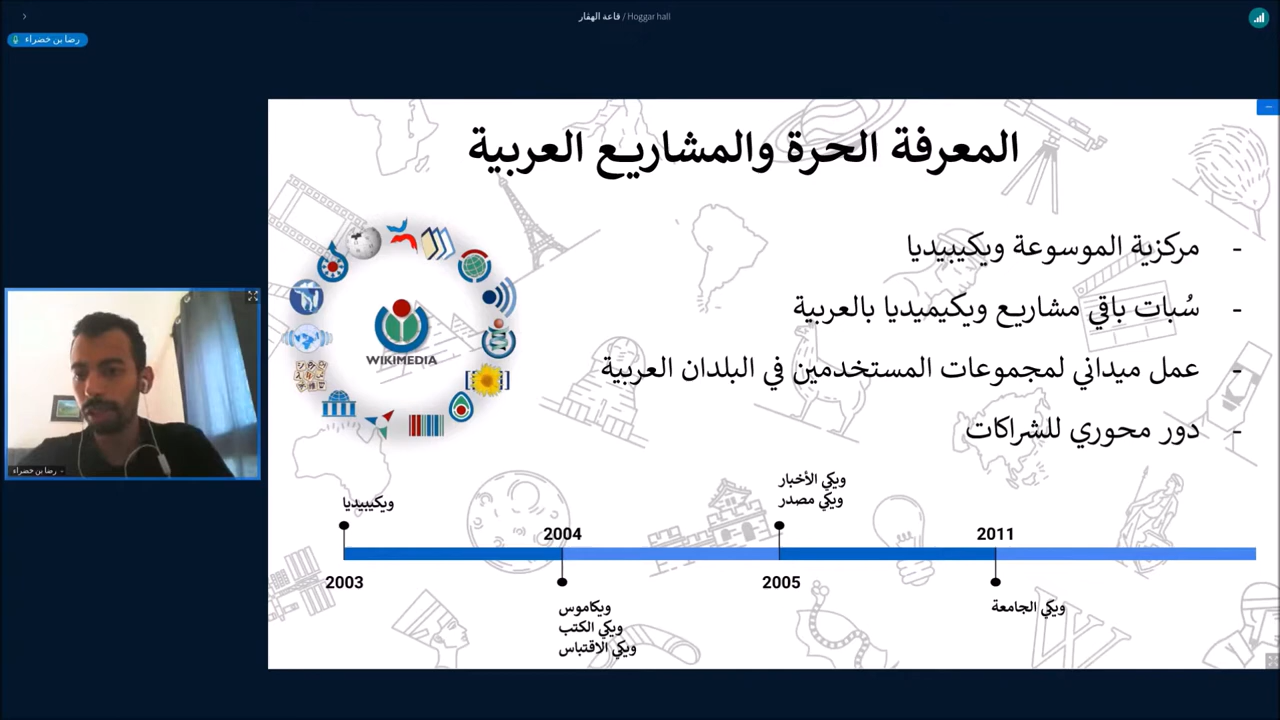 قاعة الهقار / Hoggar hall
رضا بن خضراء
المعرفة الحرة والمشاريع العربية
- مركزية الموسوعة ويكيبيديا
- سُبات باقي مشاريع ويكيميديا بالعربية
- عمل ميداني لمجموعات المستخدمين في البلدان العربية
- دور محوري للشراكات
WIKIMEDIA
رضا بن خضراء
ويكيبيديا
2003
2004
ويكاموس
ويكي الكتب
ويكي الاقتباس
ويكي الأخبار
ويكي مصدر
2005
2011
ويكي الجامعة